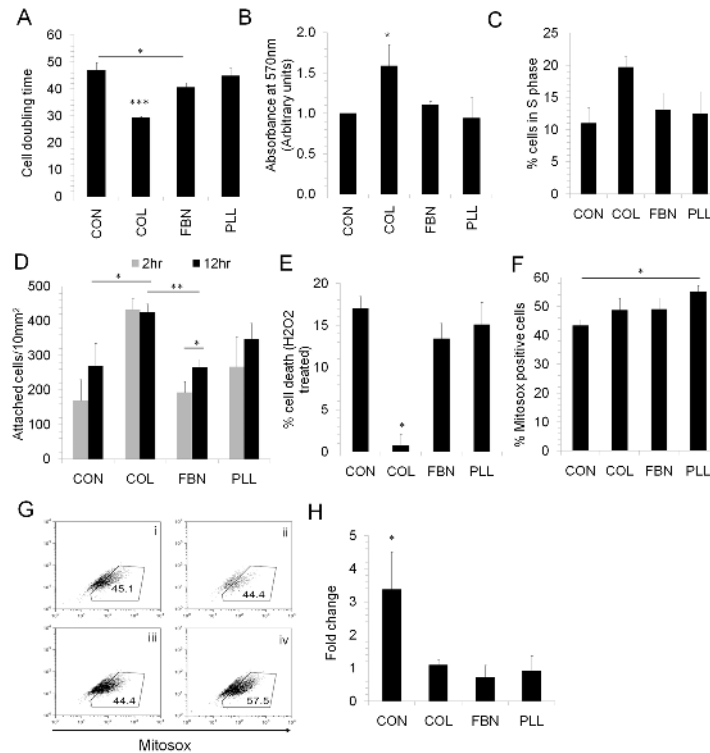 A
Cell doubling time
60
50
40
30
20
10
0
*
***
CON COL FBN PLL
B
Absorbance at 570nm
(Arbitrary units)
2.0
1.5
1.0
0.5
0.0
*
CON COL FBN PLL
C
% cells in S phase
25
20
15
10
5
0
CON COL FBN PLL
D
2hr 12hr
Attached cells/10mm²
400
300
200
100
0
*
**
*
CON COL FBN PLL
E
% cell death (H2O2
treated)
20
15
10
5
0
*
CON COL FBN PLL
F
% Mitosox positive cells
60
50
40
30
20
10
0
*
CON COL FBN PLL
G
i
45.1
ii
44.4
iii
44.4
iv
57.5
Mitosox
H
Fold change
5
4
3
2
1
0
*
CON COL FBN PLL